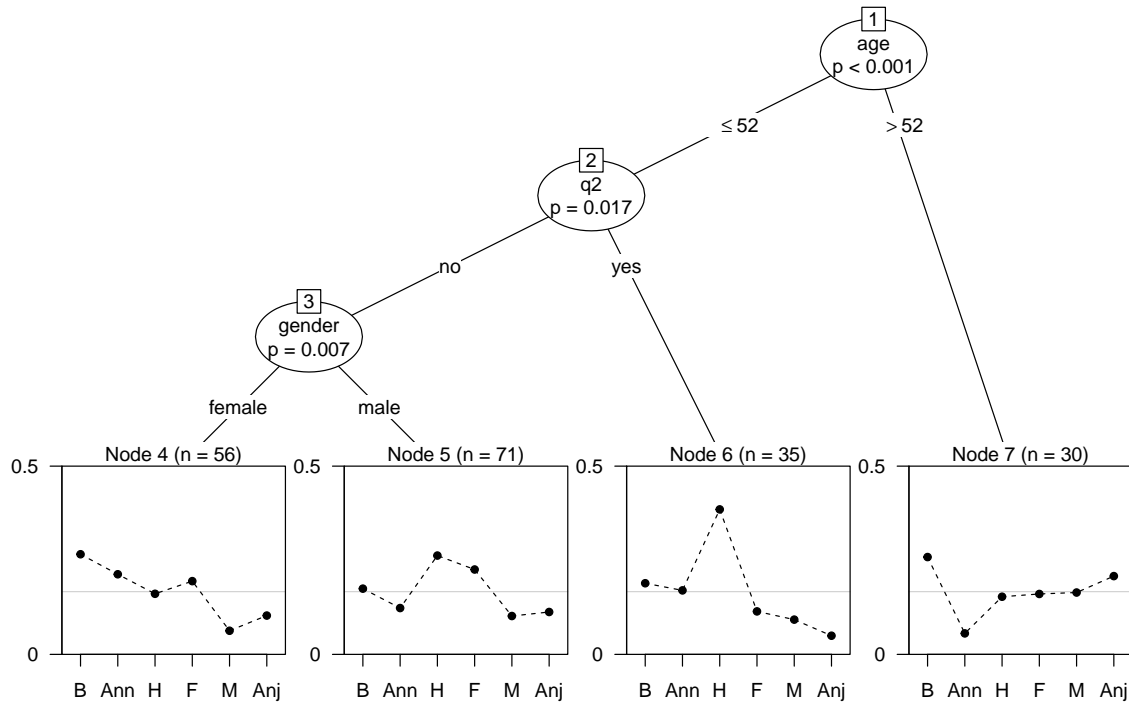 1
age
p < 0.001
≤ 52
> 52
2
q2
p = 0.017
no
yes
3
gender
p = 0.007
female
male
Node 4 (n = 56)
Node 5 (n = 71)
Node 6 (n = 35)
Node 7 (n = 30)
0.5
0.5
0.5
0.5
0
0
0
0
B Ann H F M Anj
B Ann H F M Anj
B Ann H F M Anj
B Ann H F M Anj